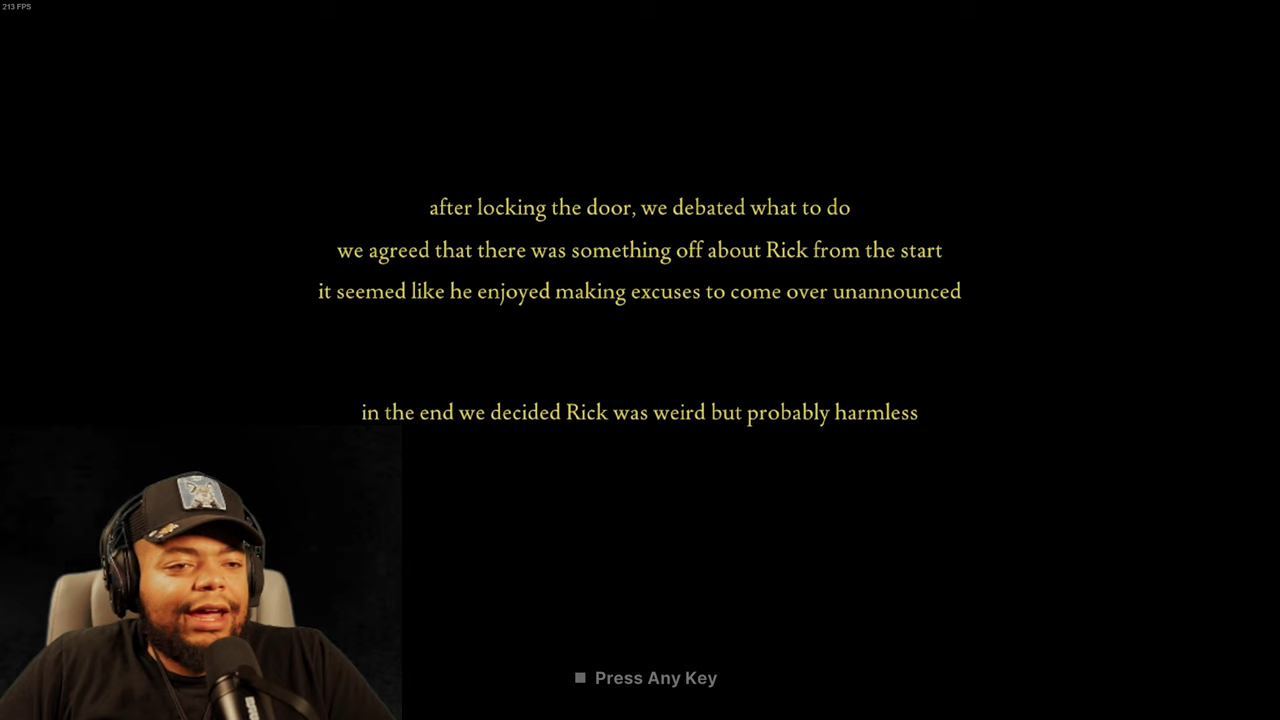 213 FPS
after locking the door, we debated what to do
we agreed that there was something off about Rick from the start
it seemed like he enjoyed making excuses to come over unannounced
in the end we decided Rick was weird but probably harmless
Press Any Key